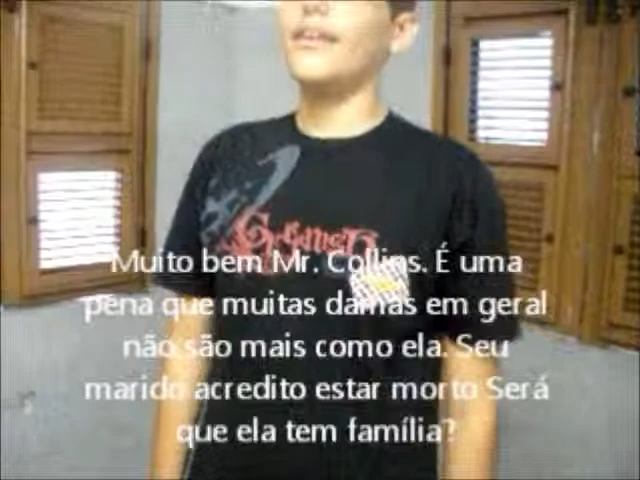 Muito bem Mr. Collins. É uma
pena que muitas damas em geral
não são mais como ela. Seu
marido acredito estar morto Será
que ela tem família?